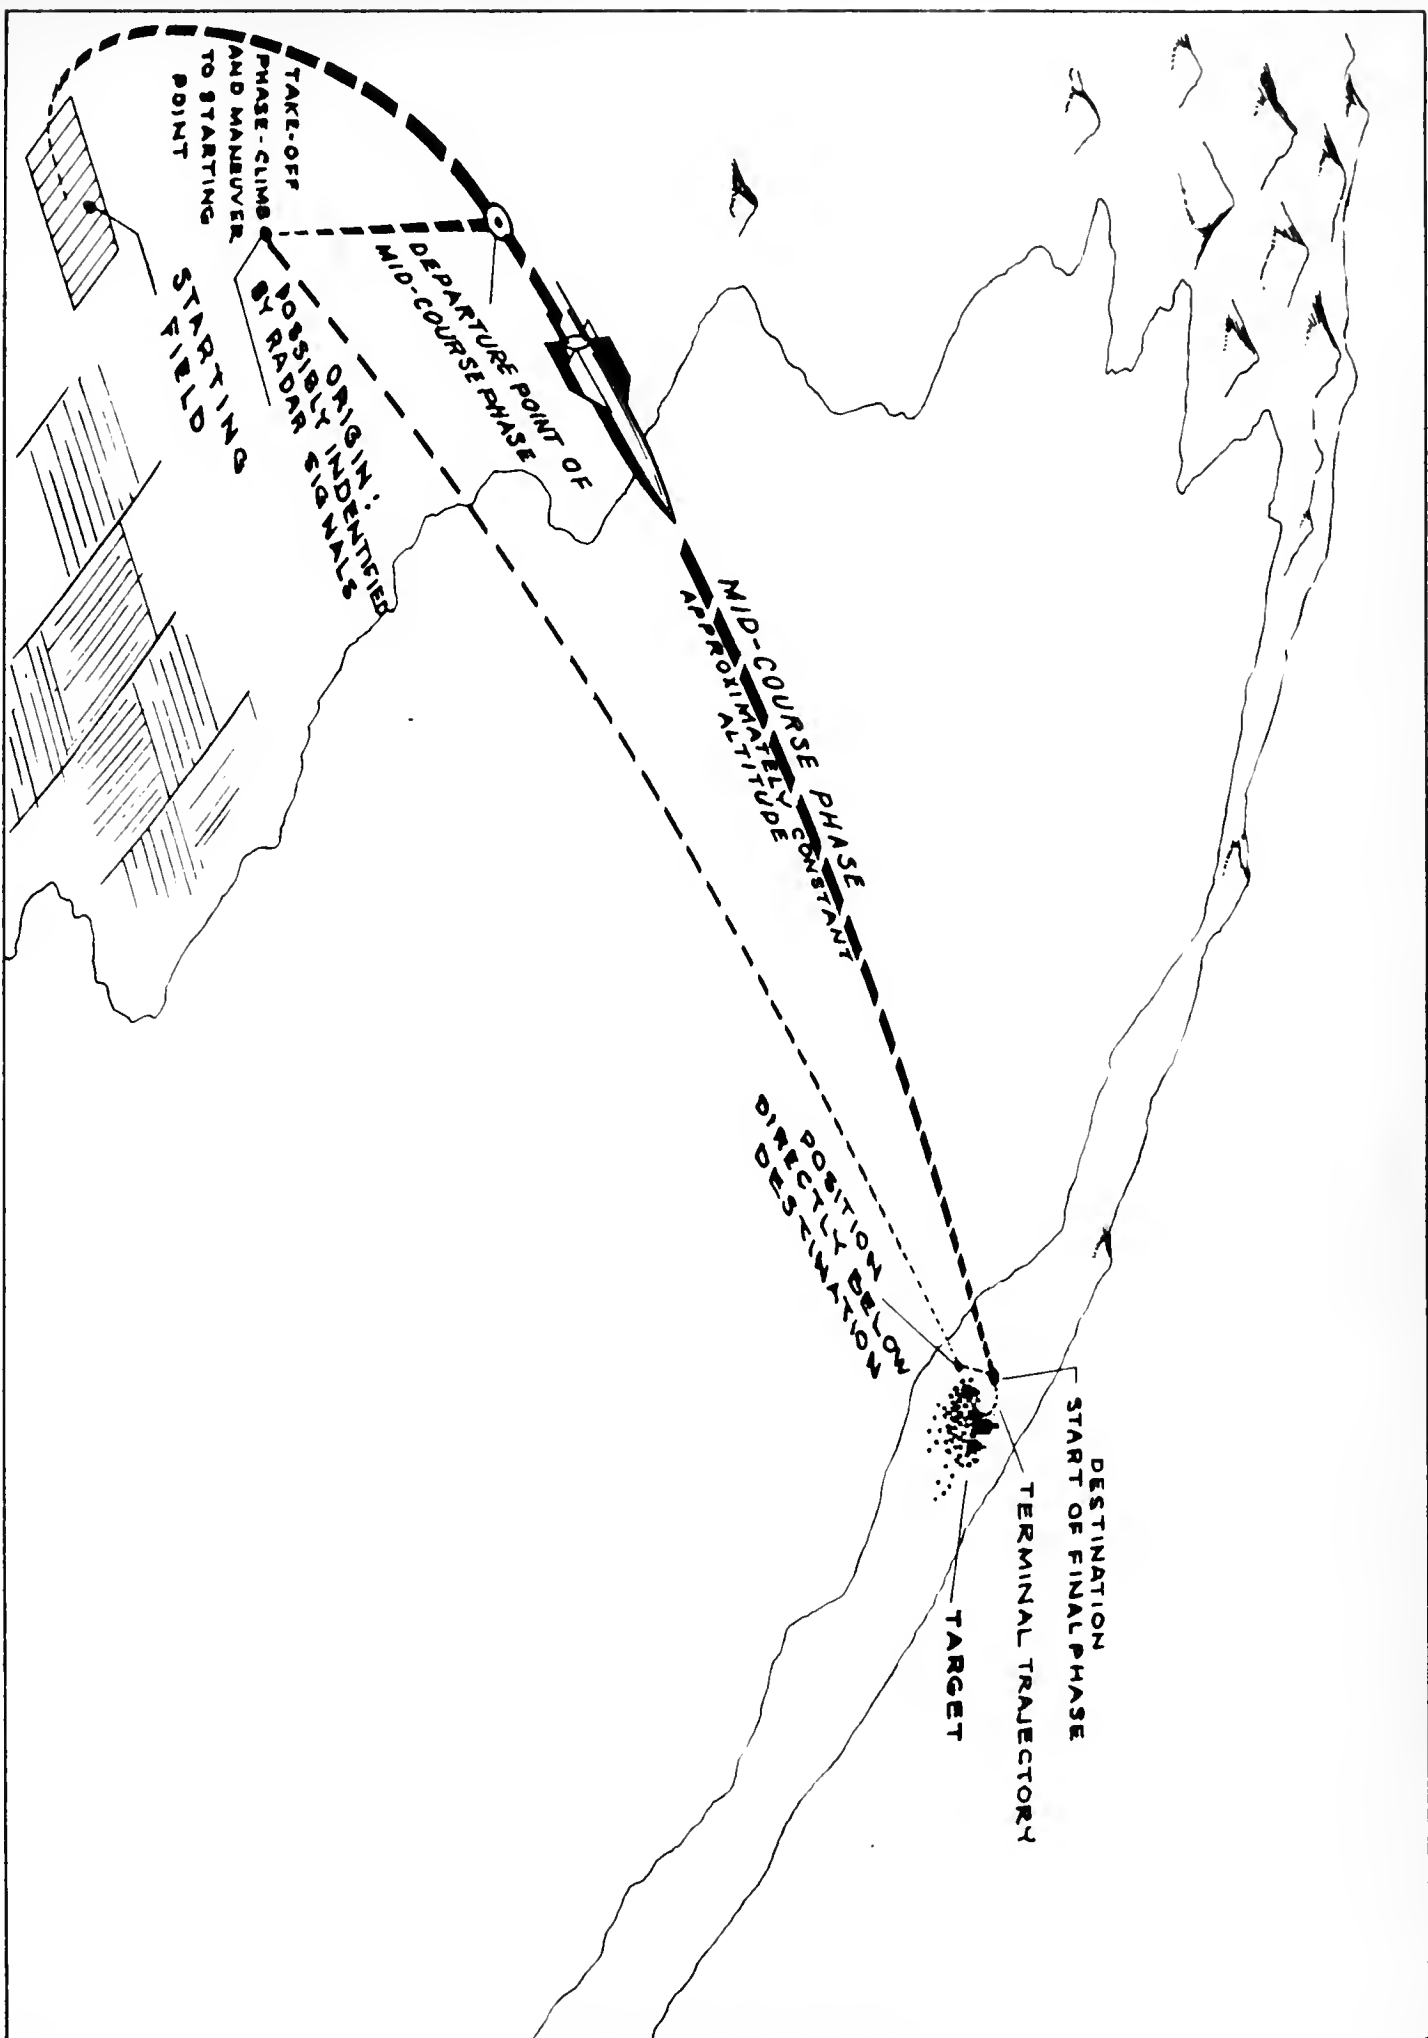 DESTINATION
START OF FINAL PHASE
TERMINAL TRAJECTORY
TARGET
MID-COURSE PHASE
APPROXIMATELY CONSTANT
ALTITUDE
POSITION
DIRECTLY BELOW
DESTINATION
DEPARTURE POINT OF
MID-COURSE PHASE
TAKE-OFF
PHASE-CLIMB
AND MANEUVER
TO STARTING
POINT
ORIGIN:
POSSIBLY INDENTIFIED
BY RADAR SIGNALS
STARTING
FIELD